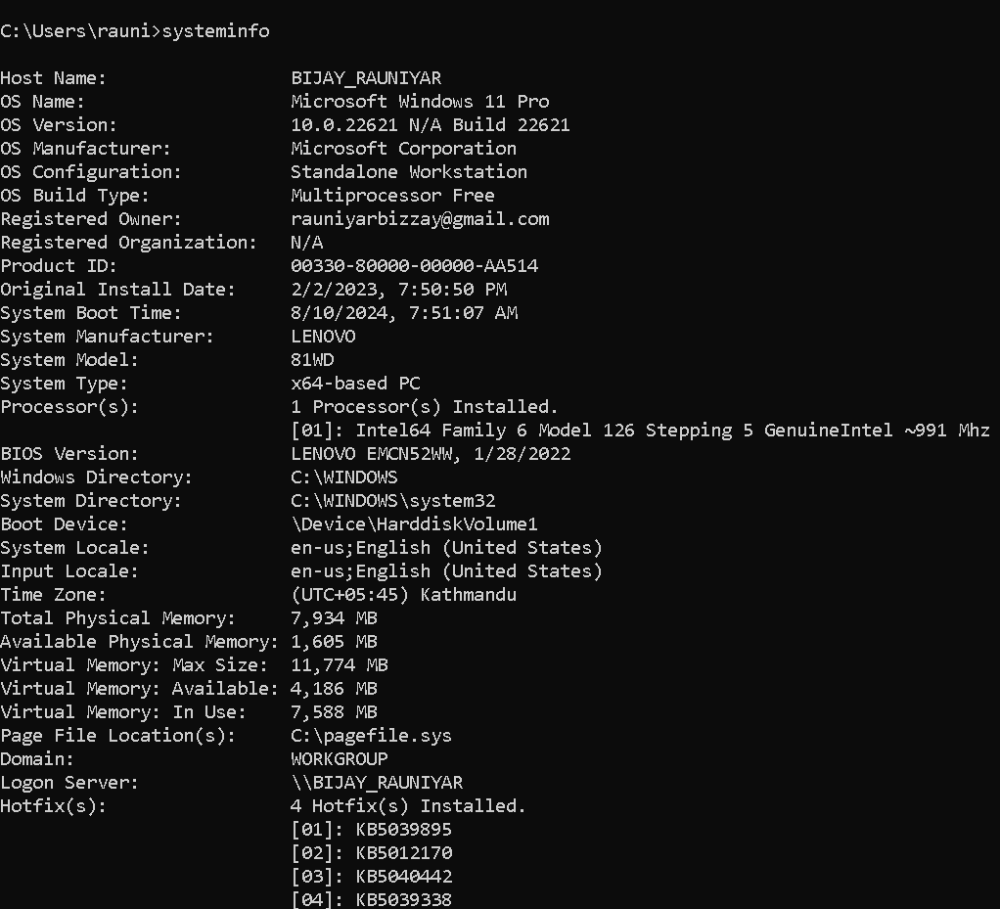 C:\Users\rauni>systeminfo
Host Name:                 BIJAY_RAUNIYAR
OS Name:                   Microsoft Windows 11 Pro
OS Version:                10.0.22621 N/A Build 22621
OS Manufacturer:           Microsoft Corporation
OS Configuration:          Standalone Workstation
OS Build Type:             Multiprocessor Free
Registered Owner:          rauniyarbizzay@gmail.com
Registered Organization:   N/A
Product ID:                00330-80000-00000-AA514
Original Install Date:     2/2/2023, 7:50:50 PM
System Boot Time:          8/10/2024, 7:51:07 AM
System Manufacturer:       LENOVO
System Model:              81WD
System Type:               x64-based PC
Processor(s):              1 Processor(s) Installed.
                           [01]: Intel64 Family 6 Model 126 Stepping 5 GenuineIntel ~991 Mhz
BIOS Version:              LENOVO EMCN52WW, 1/28/2022
Windows Directory:         C:\WINDOWS
System Directory:          C:\WINDOWS\system32
Boot Device:               \Device\HarddiskVolume1
System Locale:             en-us;English (United States)
Input Locale:              en-us;English (United States)
Time Zone:                 (UTC+05:45) Kathmandu
Total Physical Memory:     7,934 MB
Available Physical Memory: 1,605 MB
Virtual Memory: Max Size:  11,774 MB
Virtual Memory: Available: 4,186 MB
Virtual Memory: In Use:    7,588 MB
Page File Location(s):     C:\pagefile.sys
Domain:                    WORKGROUP
Logon Server:              \\BIJAY_RAUNIYAR
Hotfix(s):                 4 Hotfix(s) Installed.
                           [01]: KB5039895
                           [02]: KB5012170
                           [03]: KB5040442
                           [04]: KB5039338